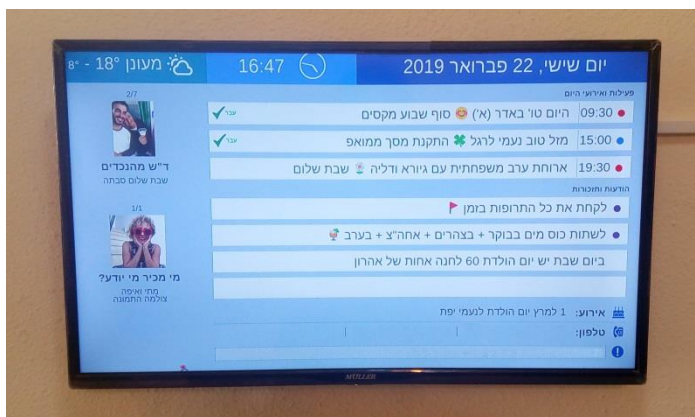 יום שישי, 22 פברואר 2019
16:47
מעונן 18° - 8°
פעילות ואירועי היום
09:30 היום טו' באדר (א') סוף שבוע מקסים
עבר
15:00 מזל טוב נעמי לרגל התקנת מסך ממואפ
עבר
19:30 ארוחת ערב משפחתית עם גיורא ודליה שבת שלום
הודעות ותזכורות
לקחת את כל התרופות בזמן
לשתות כוס מים בבוקר + בצהרים + אחה"צ + בערב
ביום שבת יש יום הולדת 60 לחנה אחות של אהרון
אירוע: 1 למרץ יום הולדת לנעמי יפת
טלפון:
2/7
ד"ש מהנכדים
שבת שלום סבתה
1/1
מי מכיר מי יודע?
מתי ואיפה
צולמה התמונה
MÜLLER